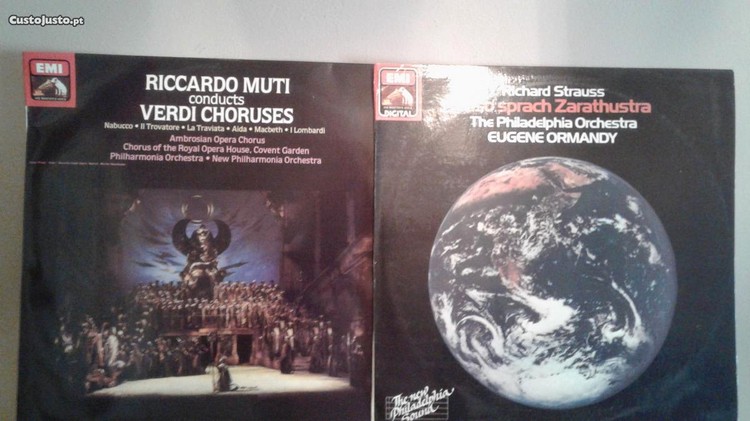 CustoJusto.pt
EMI
RICCARDO MUTI
conducts
VERDI CHORUSES
Nabucco • Il Trovatore • La Traviata • Aida • Macbeth • I Lombardi
Ambrosian Opera Chorus
Chorus of the Royal Opera House, Covent Garden
Philharmonia Orchestra • New Philharmonia Orchestra
EMI
DIGITAL
Richard Strauss
sprach Zarathustra
The Philadelphia Orchestra
EUGENE ORMANDY
The new
Philadelphia
Sound